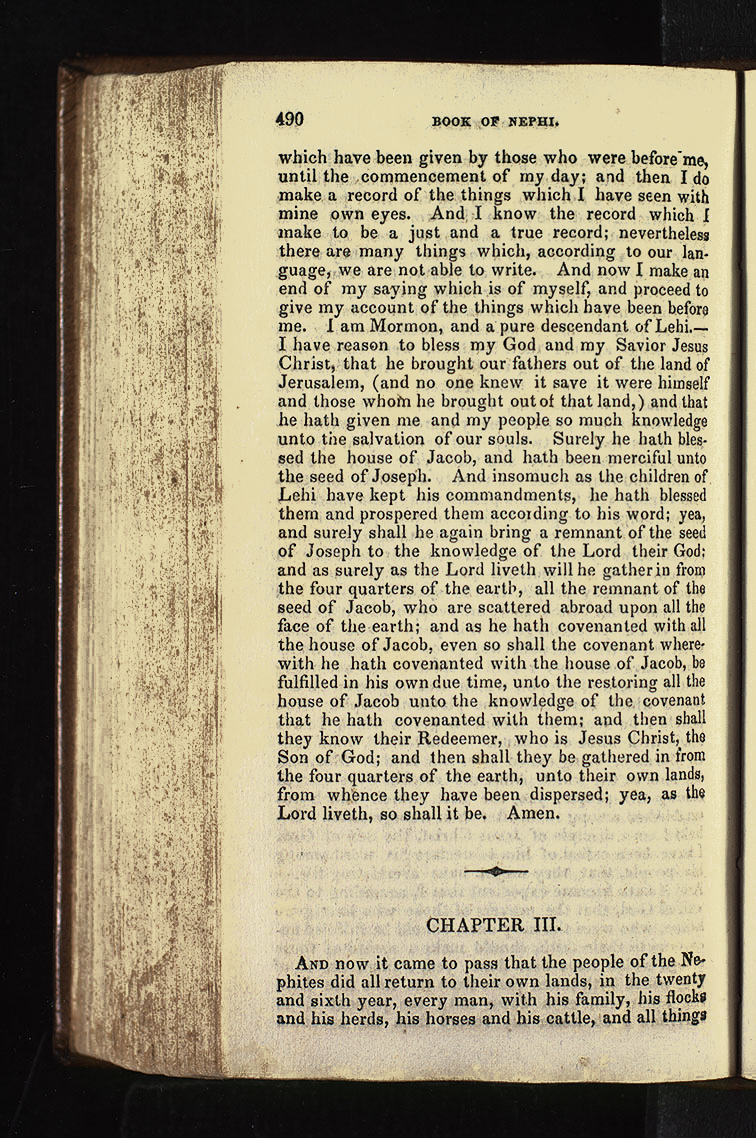 490 BOOK OF NEPHI.
which have been given by those who were before me,
until the commencement of my day; and then I do
make a record of the things which I have seen with
mine own eyes. And I know the record which I
make to be a just and a true record; nevertheless
there are many things which, according to our lan-
guage, we are not able to write. And now I make an
end of my saying which is of myself, and proceed to
give my account of the things which have been before
me. I am Mormon, and a pure descendant of Lehi.—
I have reason to bless my God and my Savior Jesus
Christ, that he brought our fathers out of the land of
Jerusalem, (and no one knew it save it were himself
and those whom he brought out of that land,) and that
he hath given me and my people so much knowledge
unto the salvation of our souls. Surely he hath bles-
sed the house of Jacob, and hath been merciful unto
the seed of Joseph. And insomuch as the children of
Lehi have kept his commandments, he hath blessed
them and prospered them according to his word; yea,
and surely shall he again bring a remnant of the seed
of Joseph to the knowledge of the Lord their God;
and as surely as the Lord liveth will he gather in from
the four quarters of the earth, all the remnant of the
seed of Jacob, who are scattered abroad upon all the
face of the earth; and as he hath covenanted with all
the house of Jacob, even so shall the covenant where-
with he hath covenanted with the house of Jacob, be
fulfilled in his own due time, unto the restoring all the
house of Jacob unto the knowledge of the covenant
that he hath covenanted with them; and then shall
they know their Redeemer, who is Jesus Christ, the
Son of God; and then shall they be gathered in from
the four quarters of the earth, unto their own lands,
from whence they have been dispersed; yea, as the
Lord liveth, so shall it be. Amen.
CHAPTER III.
AND now it came to pass that the people of the Ne-
phites did all return to their own lands, in the twenty
and sixth year, every man, with his family, his flocks
and his herds, his horses and his cattle, and all things